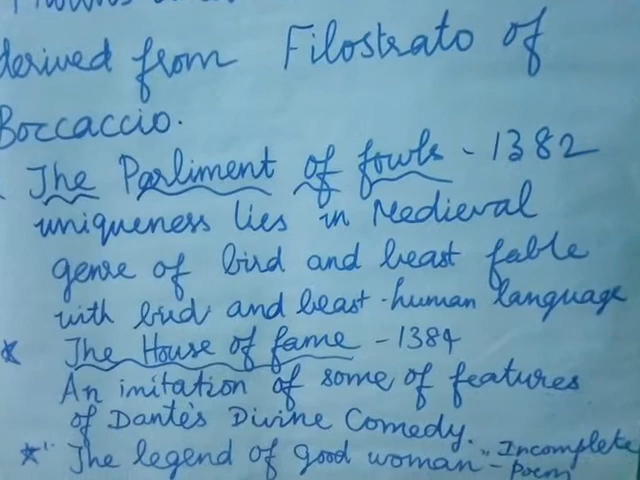 derived from Filostrato of
Boccaccio.
The Parliment of fowls - 1382
uniqueness lies in Medieval
genre of bird and beast fable
with bird and beast - human language
* The House of fame - 1384
An imitation of some of features
of Dante's Divine Comedy.
* The legend of good woman - Incomplete
Poem